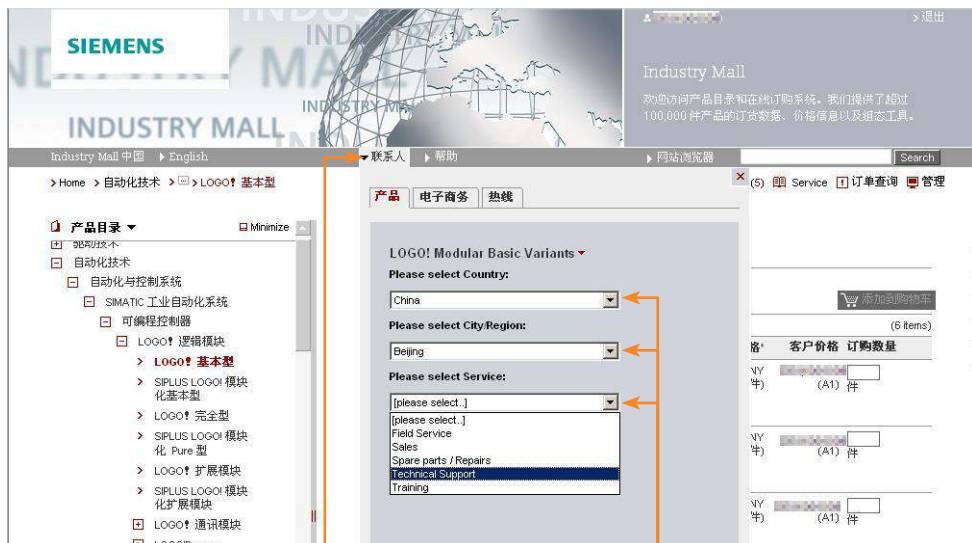 SIEMENS
INDUSTRY MALL
> 退出
Industry Mall
欢迎访问产品目录和在线订购系统。我们提供了超过
100,000 件产品的订货数据、价格信息以及组态工具。
Industry Mall 中国 English 联系人 帮助 网站浏览器 Search
> Home > 自动化技术 > > LOGO! 基本型
(5) Service 订单查询 管理
产品 电子商务 热线
产品目录 Minimize
驱动技术
自动化技术
自动化与控制系统
SIMATIC 工业自动化系统
可编程控制器
LOGO! 逻辑模块
> LOGO! 基本型
> SIPLUS LOGO! 模块
化基本型
> LOGO! 完全型
> SIPLUS LOGO! 模块
化 Pure 型
> LOGO! 扩展模块
> SIPLUS LOGO! 模块
化扩展模块
LOGO! 通讯模块
LOGO! Modular Basic Variants
Please select Country:
China
Please select City/Region:
Beijing
Please select Service:
[please select..]
[please select..]
Field Service
Sales
Spare parts / Repairs
Technical Support
Training
添加到购物车
(6 items)
格* 客户价格 订购数量
NY
件) (A1) 件
NY
件) (A1) 件
NY
件) (A1) 件